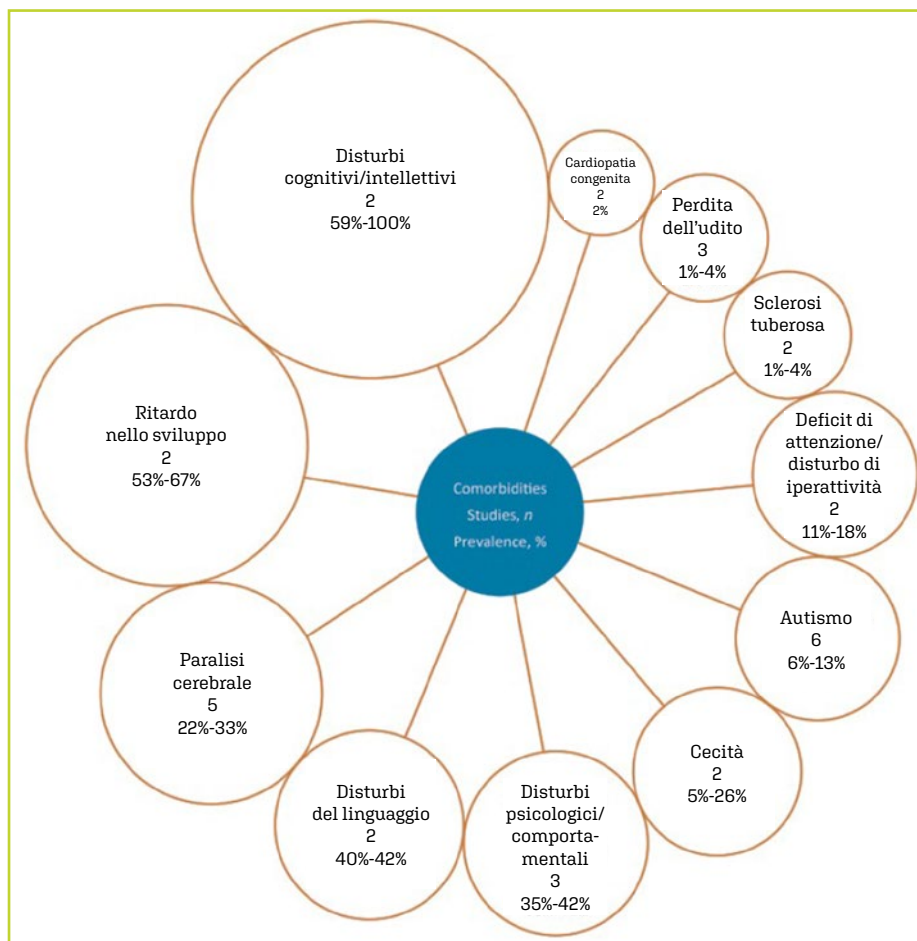 Disturbi
cognitivi/intellettivi
2
59%-100%
Cardiopatia
congenita
2
2%
Perdita
dell'udito
3
1%-4%
Sclerosi
tuberosa
2
1%-4%
Deficit di
attenzione/
disturbo di
iperattività
2
11%-18%
Autismo
6
6%-13%
Cecità
2
5%-26%
Disturbi
psicologici/
comporta-
mentali
3
35%-42%
Disturbi
del linguaggio
2
40%-42%
Paralisi
cerebrale
5
22%-33%
Ritardo
nello sviluppo
2
53%-67%
Comorbidities
Studies, n
Prevalence, %